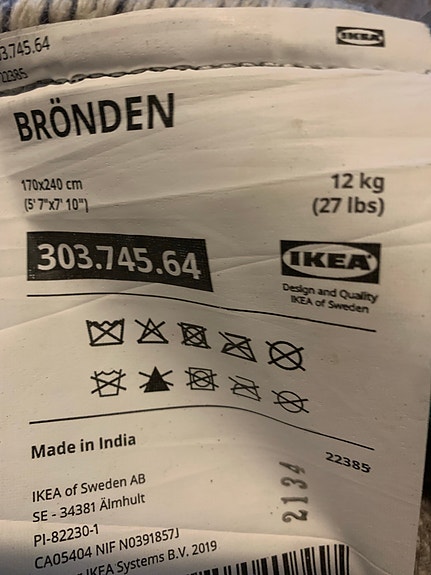 3.745.64
IKEA
22385
BRÖNDEN
170x240 cm
(5' 7"x7' 10")
12 kg
(27 lbs)
303.745.64
IKEA
Design and Quality
IKEA of Sweden
Made in India
22385
IKEA of Sweden AB
SE - 34381 Älmhult
PI-82230-1
CA05404 NIF N0391857J
IKEA Systems B.V. 2019
2134